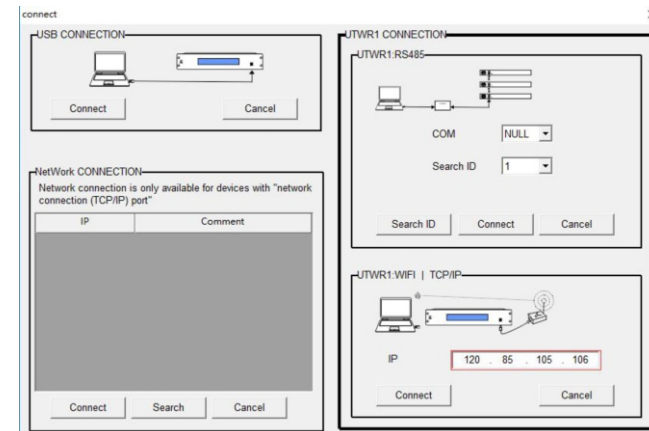 connect
USB CONNECTION
Connect
Cancel
NetWork CONNECTION
Network connection is only available for devices with "network
connection (TCP/IP) port"
IP
Comment
Connect
Search
Cancel
UTWR1 CONNECTION
UTWR1:RS485
COM
NULL
Search ID
1
Search ID
Connect
Cancel
UTWR1:WIFI | TCP/IP
IP
120 . 85 . 105 . 106
Connect
Cancel